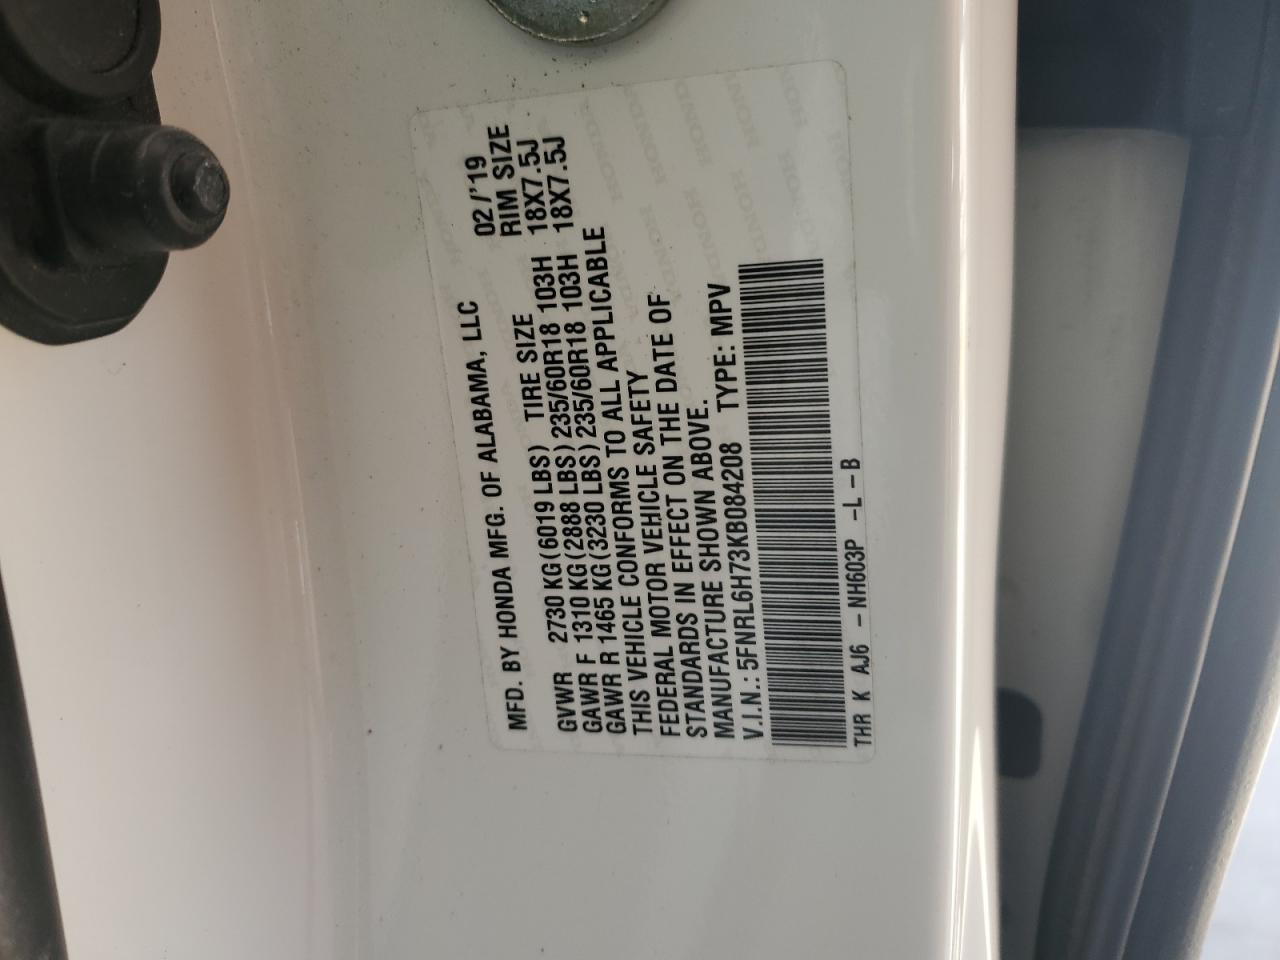 MFD. BY HONDA MFG. OF ALABAMA, LLC 02/'19
GVWR 2730 KG(6019 LBS) TIRE SIZE RIM SIZE
GAWR F 1310 KG(2888 LBS) 235/60R18 103H 18X7.5J
GAWR R 1465 KG(3230 LBS) 235/60R18 103H 18X7.5J
THIS VEHICLE CONFORMS TO ALL APPLICABLE
FEDERAL MOTOR VEHICLE SAFETY
STANDARDS IN EFFECT ON THE DATE OF
MANUFACTURE SHOWN ABOVE.
V.I.N.: 5FNRL6H73KB084208 TYPE: MPV
THR K AJ6 - NH603P -L-B